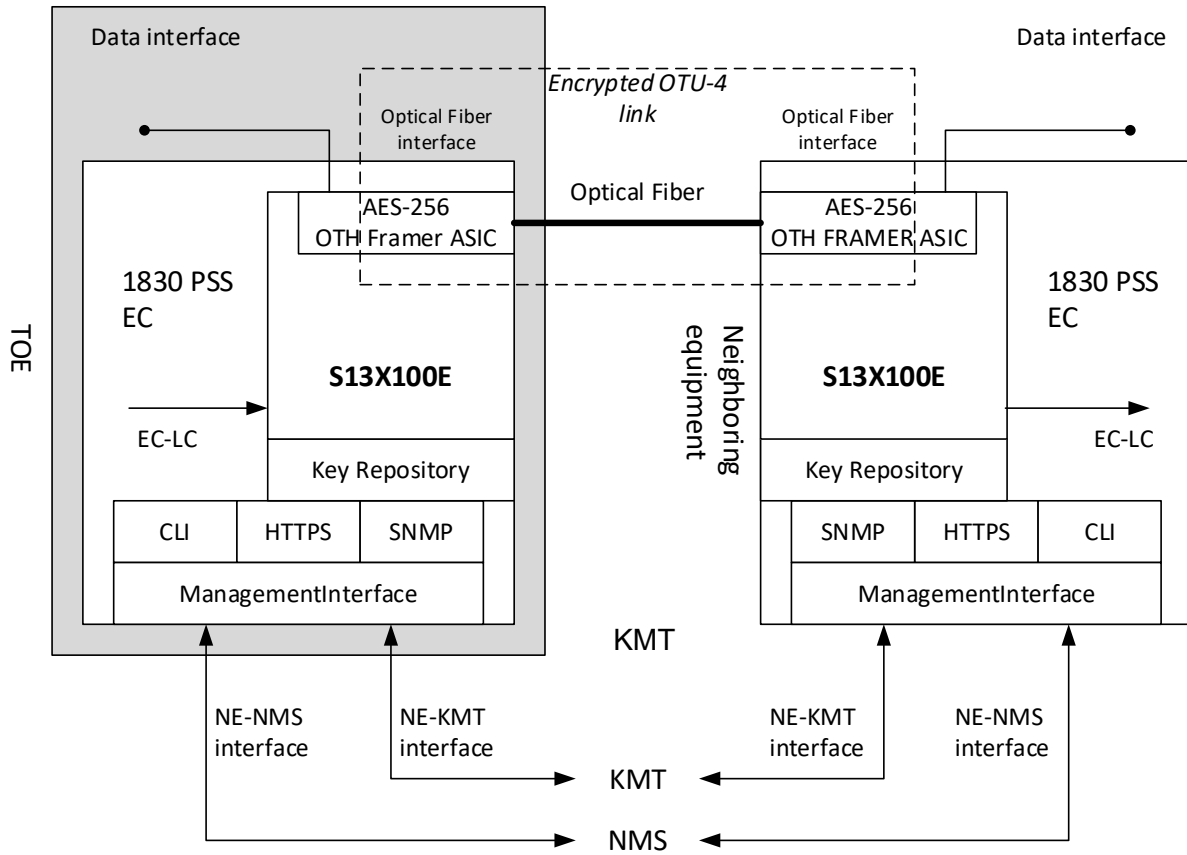 Data interface
Data interface
Encrypted OTU-4
link
Optical Fiber
interface
Optical Fiber
interface
Optical Fiber
AES-256
OTH Framer ASIC
AES-256
OTH FRAMER ASIC
1830 PSS
EC
1830 PSS
EC
TOE
Neighboring
equipment
S13X100E
S13X100E
EC-LC
EC-LC
Key Repository
Key Repository
CLI
HTTPS
SNMP
SNMP
HTTPS
CLI
ManagementInterface
ManagementInterface
KMT
NE-NMS
interface
NE-KMT
interface
NE-KMT
interface
NE-NMS
interface
KMT
NMS